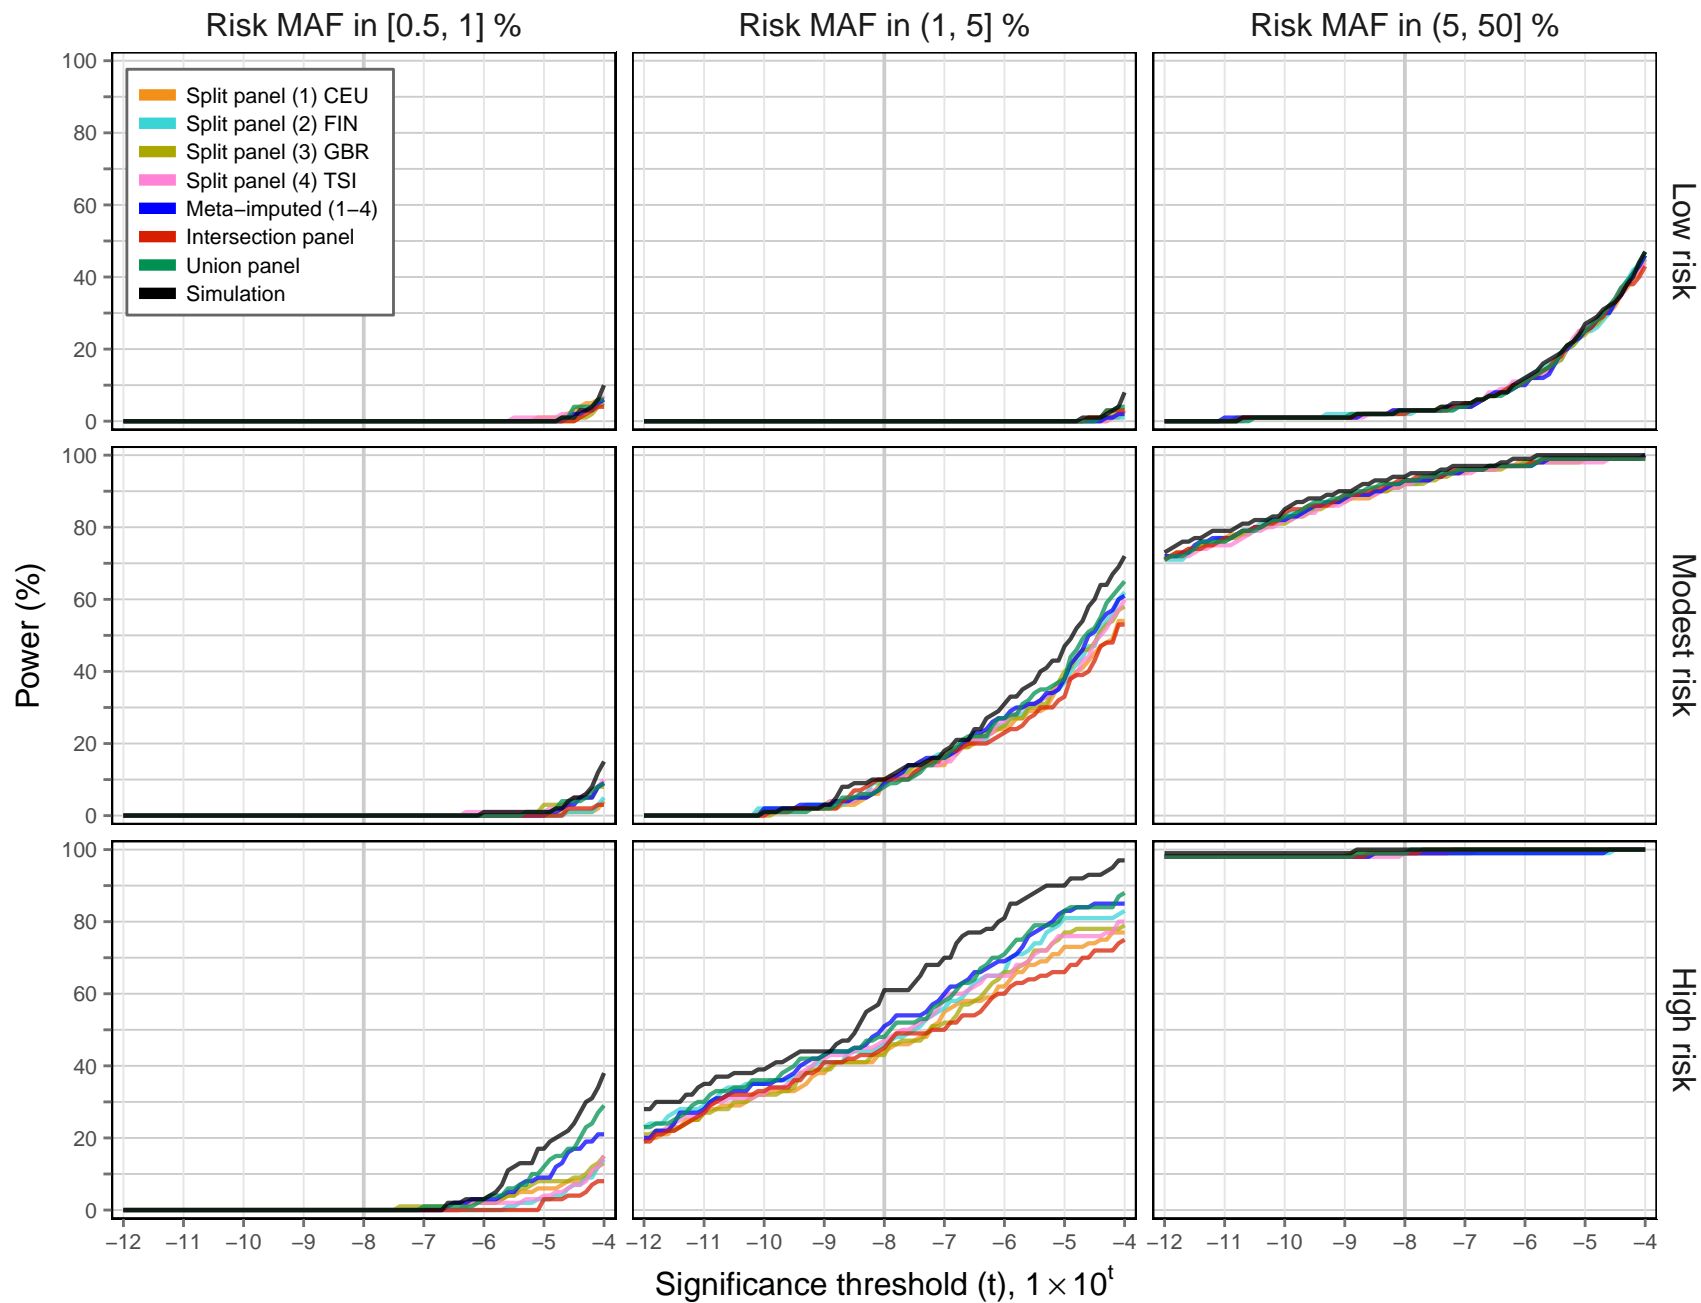 Risk MAF in [0.5, 1] %
Risk MAF in (1, 5] %
Risk MAF in (5, 50] %
100
80
60
40
20
0
Split panel (1) CEU
Split panel (2) FIN
Split panel (3) GBR
Split panel (4) TSI
Meta−imputed (1−4)
Intersection panel
Union panel
Simulation
Low risk
100
80
60
40
20
0
Modest risk
Power (%)
100
80
60
40
20
0
High risk
−12 −11 −10 −9 −8 −7 −6 −5 −4
−12 −11 −10 −9 −8 −7 −6 −5 −4
−12 −11 −10 −9 −8 −7 −6 −5 −4
Significance threshold (t), 1 × 10^t